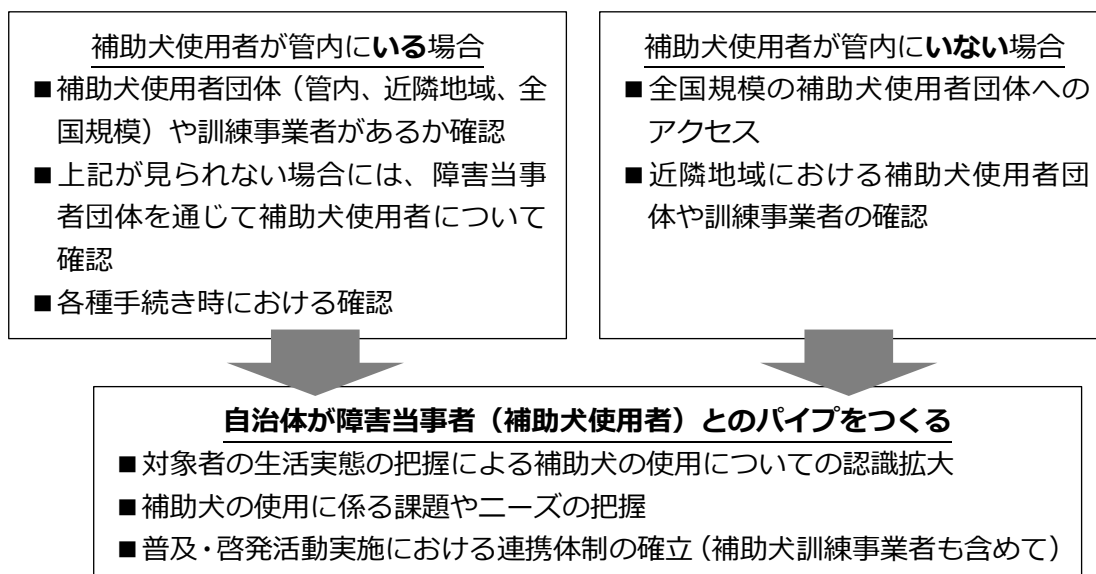 補助犬使用者が管内にいる場合
■補助犬使用者団体（管内、近隣地域、全
国規模）や訓練事業者があるか確認
■上記が見られない場合には、障害当事
者団体を通じて補助犬使用者について
確認
■各種手続き時における確認
補助犬使用者が管内にいない場合
■全国規模の補助犬使用者団体への
アクセス
■近隣地域における補助犬使用者団
体や訓練事業者の確認
自治体が障害当事者（補助犬使用者）とのパイプをつくる
■対象者の生活実態の把握による補助犬の使用についての認識拡大
■補助犬の使用に係る課題やニーズの把握
■普及・啓発活動実施における連携体制の確立（補助犬訓練事業者も含めて）